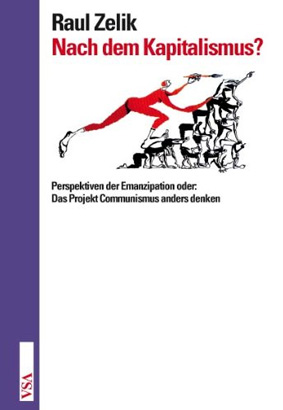 Raul Zelik
Nach dem Kapitalismus?
Perspektiven der Emanzipation oder:
Das Projekt Communismus anders denken
VSA